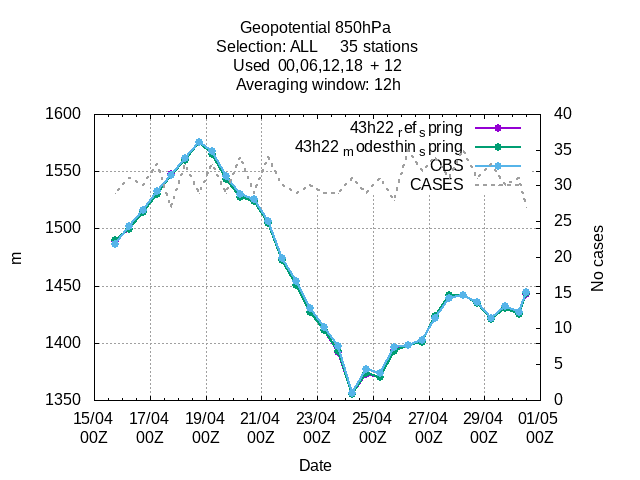 Geopotential 850hPa
Selection: ALL 35 stations
Used 00,06,12,18 + 12
Averaging window: 12h
1600 40
43h22 ref spring
43h22 modesthin spring
OBS
CASES
1550 35
1500 30
1450 25
1400 20
1350 15
10
5
0
m
No cases
15/04 17/04 19/04 21/04 23/04 25/04 27/04 29/04 01/05
00Z 00Z 00Z 00Z 00Z 00Z 00Z 00Z 00Z
Date